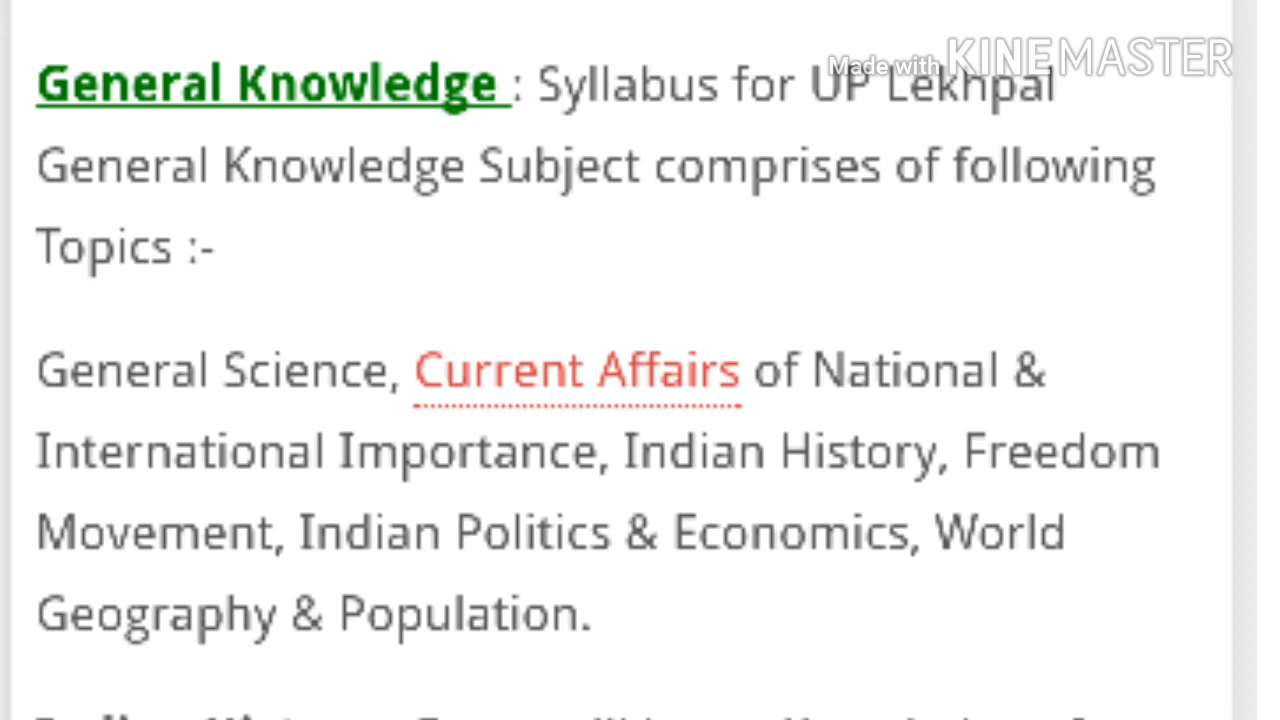 Made with KINEMASTER
General Knowledge : Syllabus for UP Lekhpal
General Knowledge Subject comprises of following
Topics :-
General Science, Current Affairs of National &
International Importance, Indian History, Freedom
Movement, Indian Politics & Economics, World
Geography & Population.